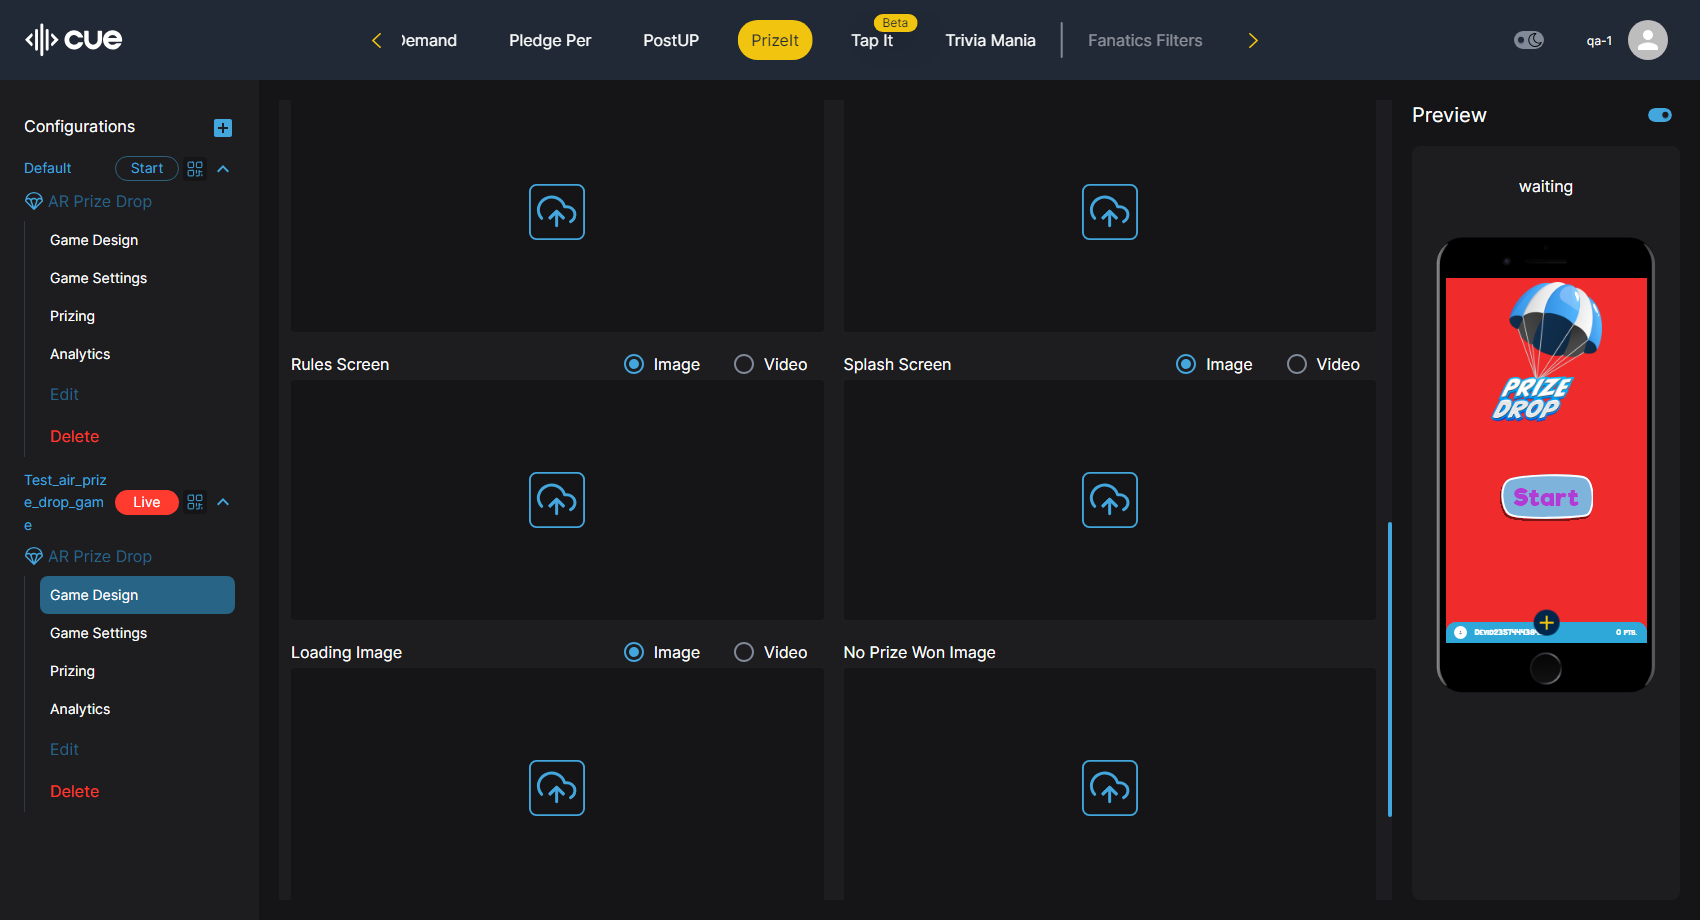 cue
Demand
Pledge Per
PostUP
PrizeIt
Beta
Tap It
Trivia Mania
Fanatics Filters
qa-1
Configurations
Default
Start
AR Prize Drop
Game Design
Game Settings
Prizing
Analytics
Edit
Delete
Test_air_priz
e_drop_gam
e
Live
AR Prize Drop
Game Design
Game Settings
Prizing
Analytics
Edit
Delete
Rules Screen
Image
Video
Splash Screen
Image
Video
Loading Image
Image
Video
No Prize Won Image
Preview
waiting
PRIZE
DROP
Start
0 PTS.